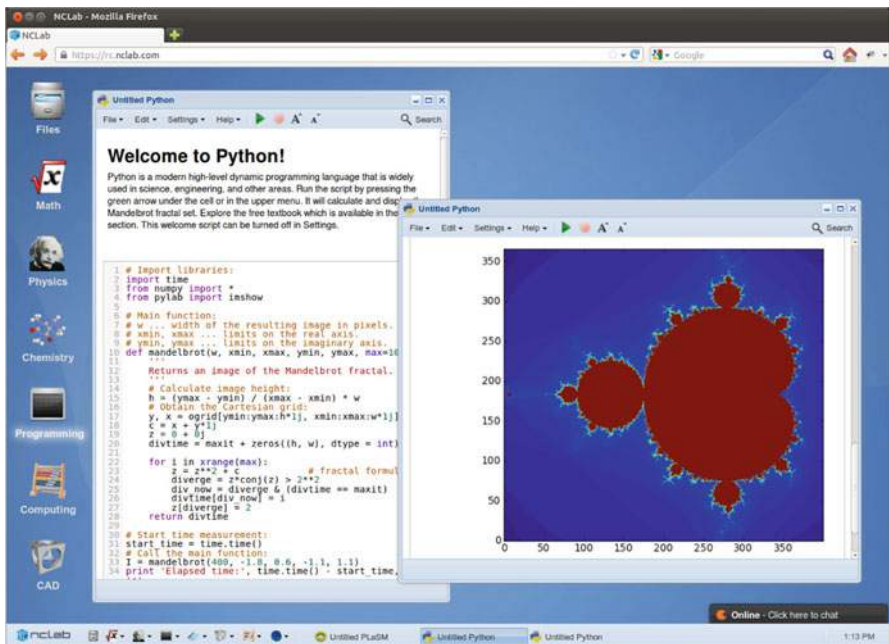 NCLab - Mozilla Firefox
NCLab
https://rc.nclab.com
Google
Files
Math
Physics
Chemistry
Programming
Computing
CAD
Untitled Python
File Edit Settings Help A A Search
Welcome to Python!
Python is a modern high-level dynamic programming language that is widely
used in science, engineering, and other areas. Run the script by pressing the
green arrow under the cell or in the upper menu. It will calculate and
Mandelbrot fractal set. Explore the free textbook which is available in the
section. This welcome script can be turned off in Settings.
1 # Import libraries:
2 import time
3 from numpy import *
4 from pylab import imshow
5
6 # Main function:
7 # w ... width of the resulting image in pixels.
8 # xmin, xmax ... limits on the real axis.
9 # ymin, ymax ... limits on the imaginary axis.
10 def mandelbrot(w, xmin, xmax, ymin, ymax,
11 '''
12 Returns an image of the Mandelbrot fractal.
13 '''
14 # Calculate image height:
15 h = (ymax - ymin) / (xmax - xmin) * w
16 # Obtain the Cartesian grid:
17 y, x = ogrid[ymin:ymax:h*1j, xmin:xmax:w*1j]
18 c = x + y*1j
19 z = 0 + 0j
20 divtime = maxit + zeros((h, w), dtype = int)
21
22 for i in xrange(max):
23 z = z**2 + c # fractal
24 diverge = z*conj(z) > 2**2
25 div_now = diverge & (divtime == maxit)
26 divtime[div_now] = i
27 z[diverge] = 2
28 return divtime
29
30 # Start time measurement:
31 start_time = time.time()
32 # Call the main function:
33 I = mandelbrot(400, -1.8, 0.6, -1.1, 1.1)
34 print 'Elapsed time:', time.time() - start_time,
Untitled Python
File Edit Settings Help A A Search
350
300
250
200
150
100
50
0
0 50 100 150 200 250 300 350
Online - Click here to chat
nclab Untitled PLaSM Untitled Python Untitled Python 1:13 PM